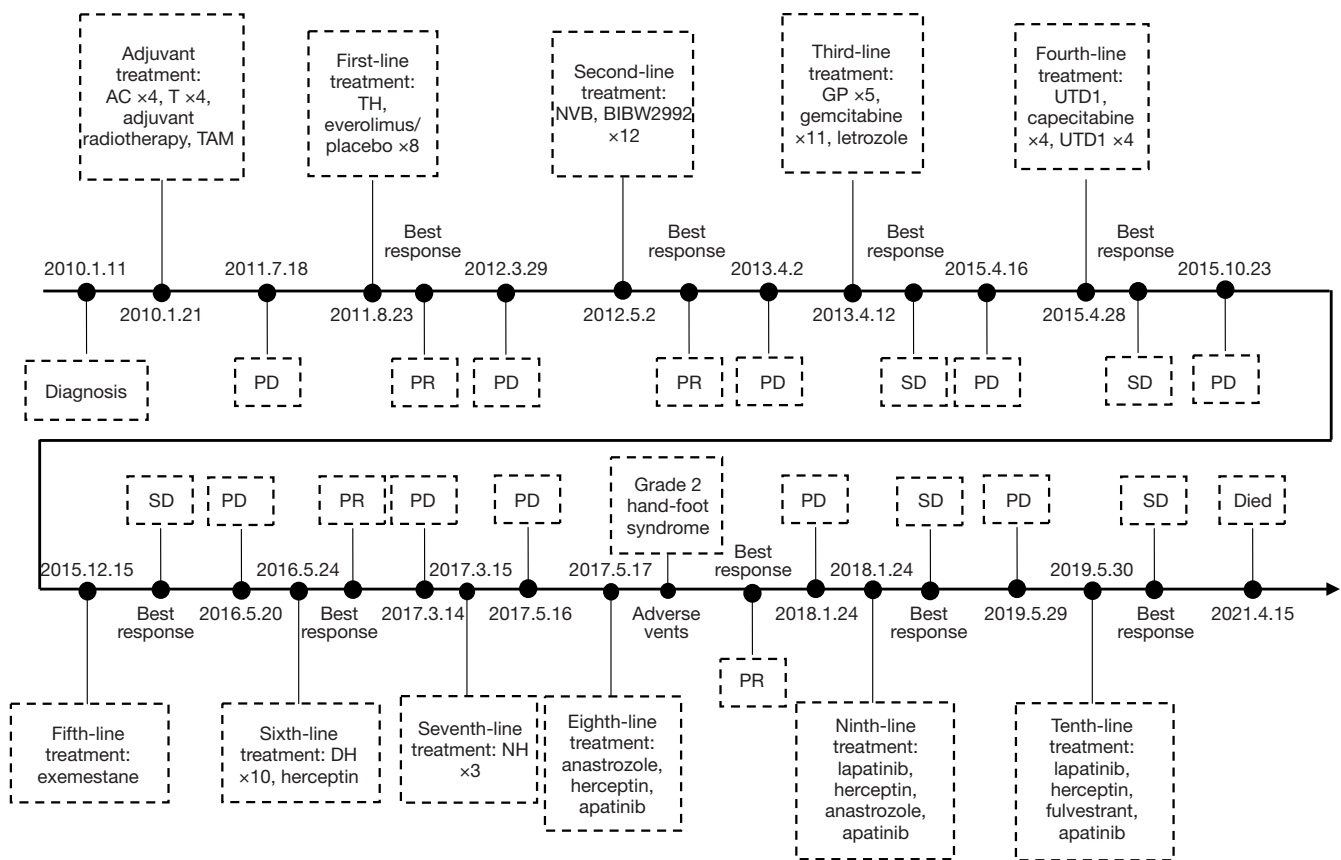 Adjuvant
treatment:
AC ×4, T ×4,
adjuvant
radiotherapy, TAM
First-line
treatment:
TH,
everolimus/
placebo ×8
Second-line
treatment:
NVB, BIBW2992
×12
Third-line
treatment:
GP ×5,
gemcitabine
×11, letrozole
Fourth-line
treatment:
UTD1,
capecitabine
×4, UTD1 ×4
2010.1.11
2010.1.21
2011.7.18
2011.8.23
Best
response
2012.3.29
2012.5.2
Best
response
2013.4.2
2013.4.12
Best
response
2015.4.16
2015.4.28
Best
response
2015.10.23
Diagnosis
PD
PR
PD
PR
PD
SD
PD
SD
PD
SD
PD
PR
PD
PD
Grade 2
hand-foot
syndrome
PD
SD
PD
SD
Died
2015.12.15
Best
response
2016.5.20
2016.5.24
Best
response
2017.3.14
2017.3.15
2017.5.16
2017.5.17
Adverse
vents
Best
response
PR
2018.1.24
2018.1.24
Best
response
2019.5.29
2019.5.30
Best
response
2021.4.15
Fifth-line
treatment:
exemestane
Sixth-line
treatment: DH
×10, herceptin
Seventh-line
treatment: NH
×3
Eighth-line
treatment:
anastrozole,
herceptin,
apatinib
Ninth-line
treatment:
lapatinib,
herceptin,
anastrozole,
apatinib
Tenth-line
treatment:
lapatinib,
herceptin,
fulvestrant,
apatinib